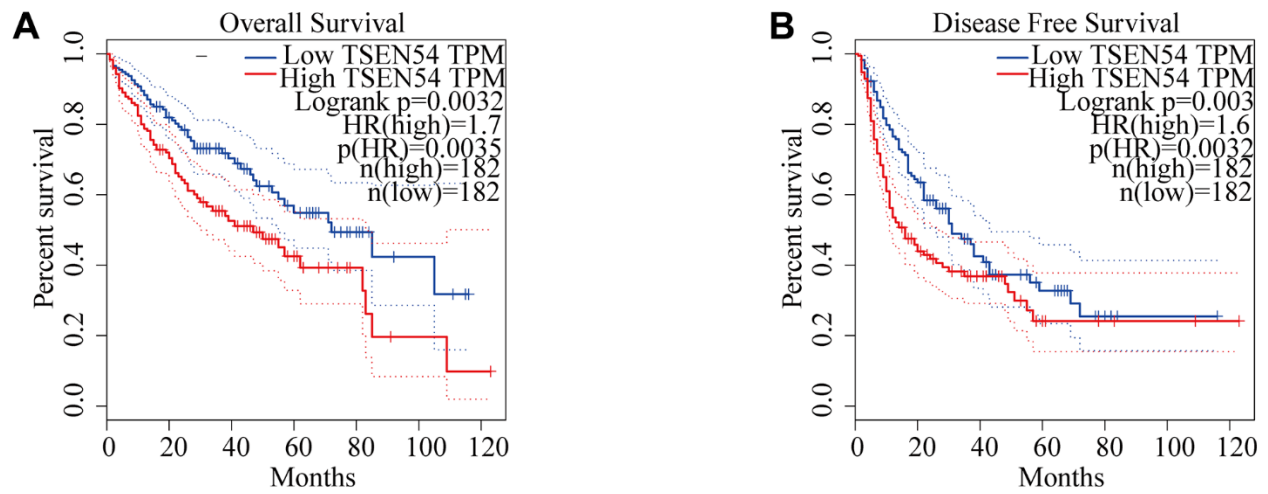 A
Overall Survival
Low TSEN54 TPM
High TSEN54 TPM
Logrank p=0.0032
HR(high)=1.7
p(HR)=0.0035
n(high)=182
n(low)=182
Percent survival
1.0
0.8
0.6
0.4
0.2
0.0
0 20 40 60 80 100 120
Months
B
Disease Free Survival
Low TSEN54 TPM
High TSEN54 TPM
Logrank p=0.003
HR(high)=1.6
p(HR)=0.0032
n(high)=182
n(low)=182
Percent survival
1.0
0.8
0.6
0.4
0.2
0.0
0 20 40 60 80 100 120
Months